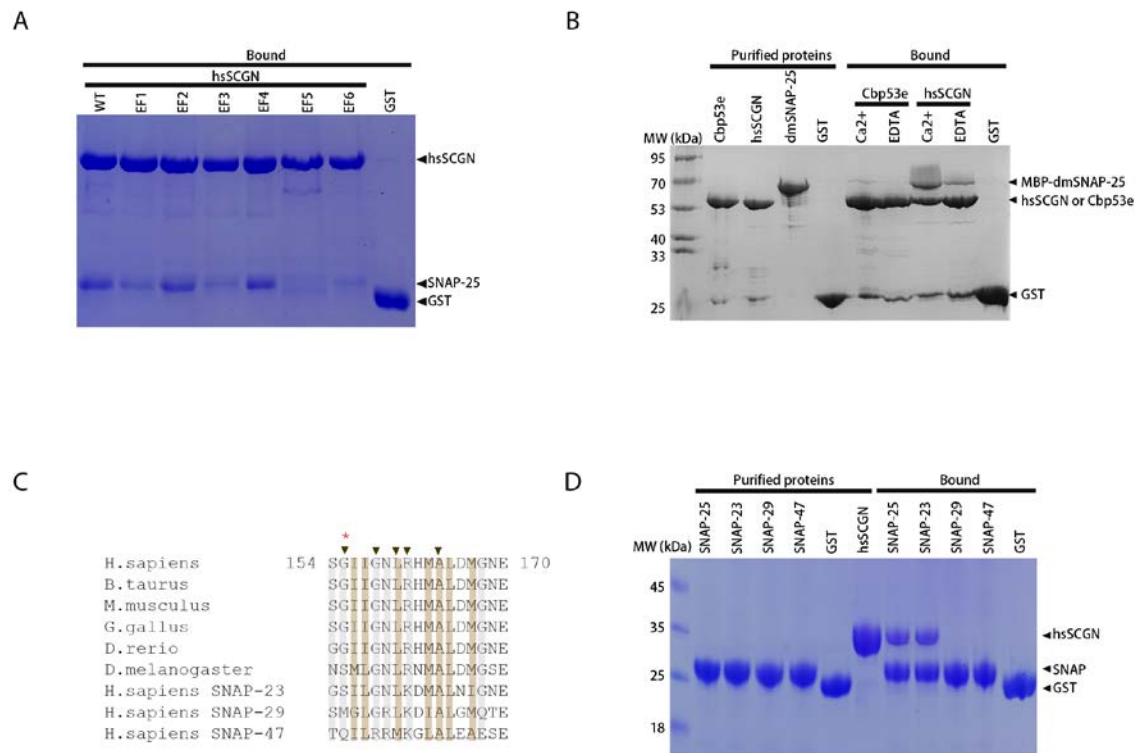 A
Bound
hsSCGN
WT EF1 EF2 EF3 EF4 EF5 EF6 GST
hsSCGN
SNAP-25
GST
B
Purified proteins Bound
Cbp53e hsSCGN
Cbp53e hsSCGN dmSNAP-25 GST Ca2+ EDTA Ca2+ EDTA GST
MW (kDa)
95
70
53
40
33
25
MBP-dmSNAP-25
hsSCGN or Cbp53e
GST
C
*
H.sapiens 154 SGIIGNLRHMALDMGNE 170
B.taurus SGIIGNLRHMALDMGNE
M.musculus SGIIGNLRHMALDMGNE
G.gallus SGIIGNLRHMALDMGNE
D.rerio GGIIGNLRHMALDMGNE
D.melanogaster NSMLGNLRNMALDMGSE
H.sapiens SNAP-23 GSILGNLKDMALNIGNE
H.sapiens SNAP-29 SMGLGRLKDIALGMQTE
H.sapiens SNAP-47 TQILRRMKGLALEAESE
D
Purified proteins Bound
SNAP-25 SNAP-23 SNAP-29 SNAP-47 GST hsSCGN SNAP-25 SNAP-23 SNAP-29 SNAP-47 GST
MW (kDa)
45
35
25
18
hsSCGN
SNAP
GST